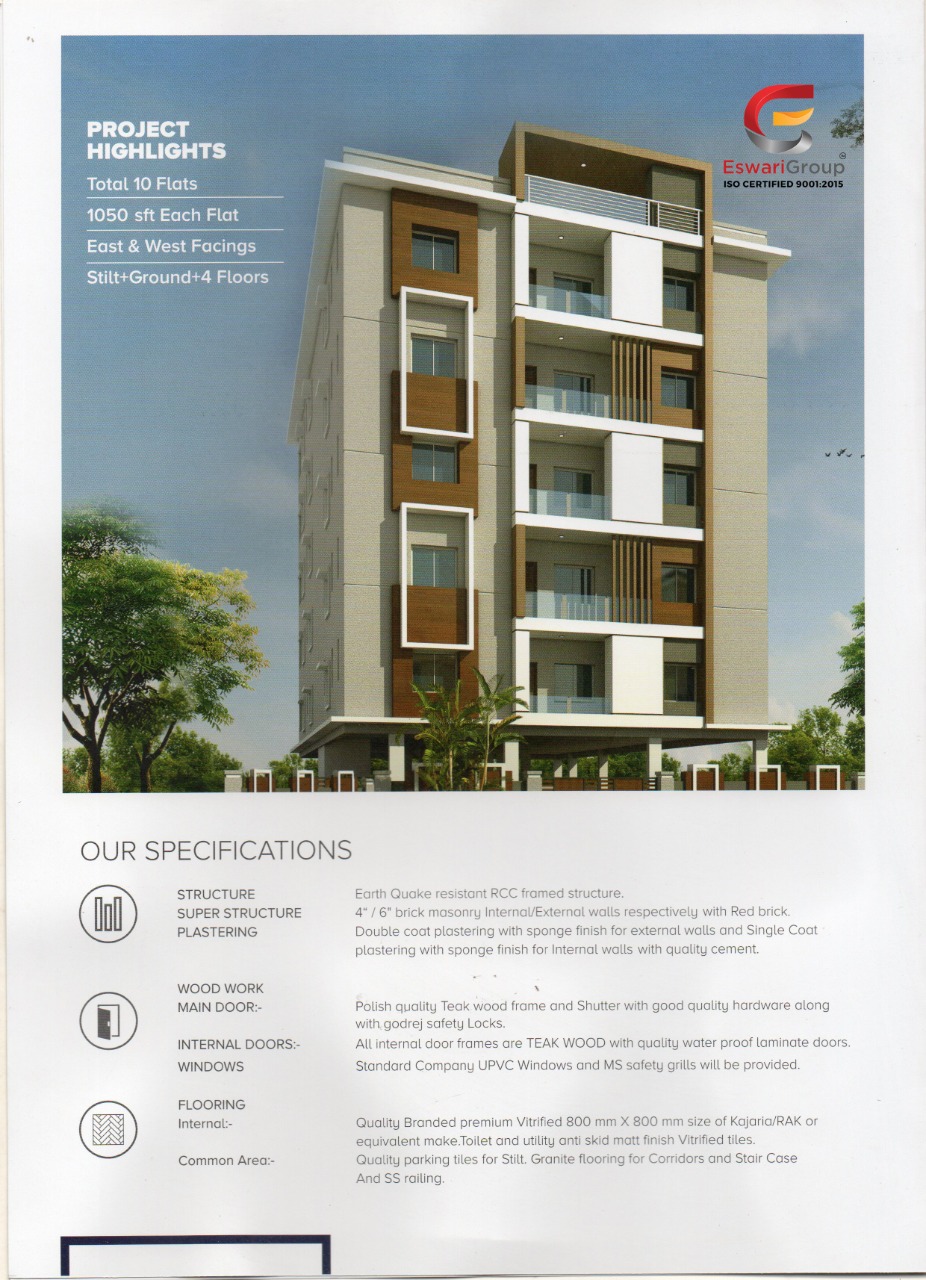 PROJECT
HIGHLIGHTS
Total 10 Flats
1050 sft Each Flat
East & West Facings
Stilt+Ground+4 Floors
EswariGroup
ISO CERTIFIED 9001:2015
OUR SPECIFICATIONS
STRUCTURE Earth Quake resistant RCC framed structure.
SUPER STRUCTURE 4" / 6" brick masonry Internal/External walls respectively with Red brick.
PLASTERING Double coat plastering with sponge finish for external walls and Single Coat
plastering with sponge finish for Internal walls with quality cement.
WOOD WORK
MAIN DOOR:- Polish quality Teak wood frame and Shutter with good quality hardware along
with godrej safety Locks.
INTERNAL DOORS:- All internal door frames are TEAK WOOD with quality water proof laminate doors.
WINDOWS Standard Company UPVC Windows and MS safety grills will be provided.
FLOORING
Internal:- Quality Branded premium Vitrified 800 mm X 800 mm size of Kajaria/RAK or
equivalent make.Toilet and utility anti skid matt finish Vitrified tiles.
Common Area:- Quality parking tiles for Stilt. Granite flooring for Corridors and Stair Case
And SS railing.